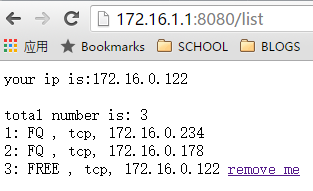 172.16.1.1:8080/list
应用 Bookmarks SCHOOL BLOGS
your ip is:172.16.0.122
total number is: 3
1: FQ , tcp, 172.16.0.234
2: FQ , tcp, 172.16.0.178
3: FREE , tcp, 172.16.0.122 remove me